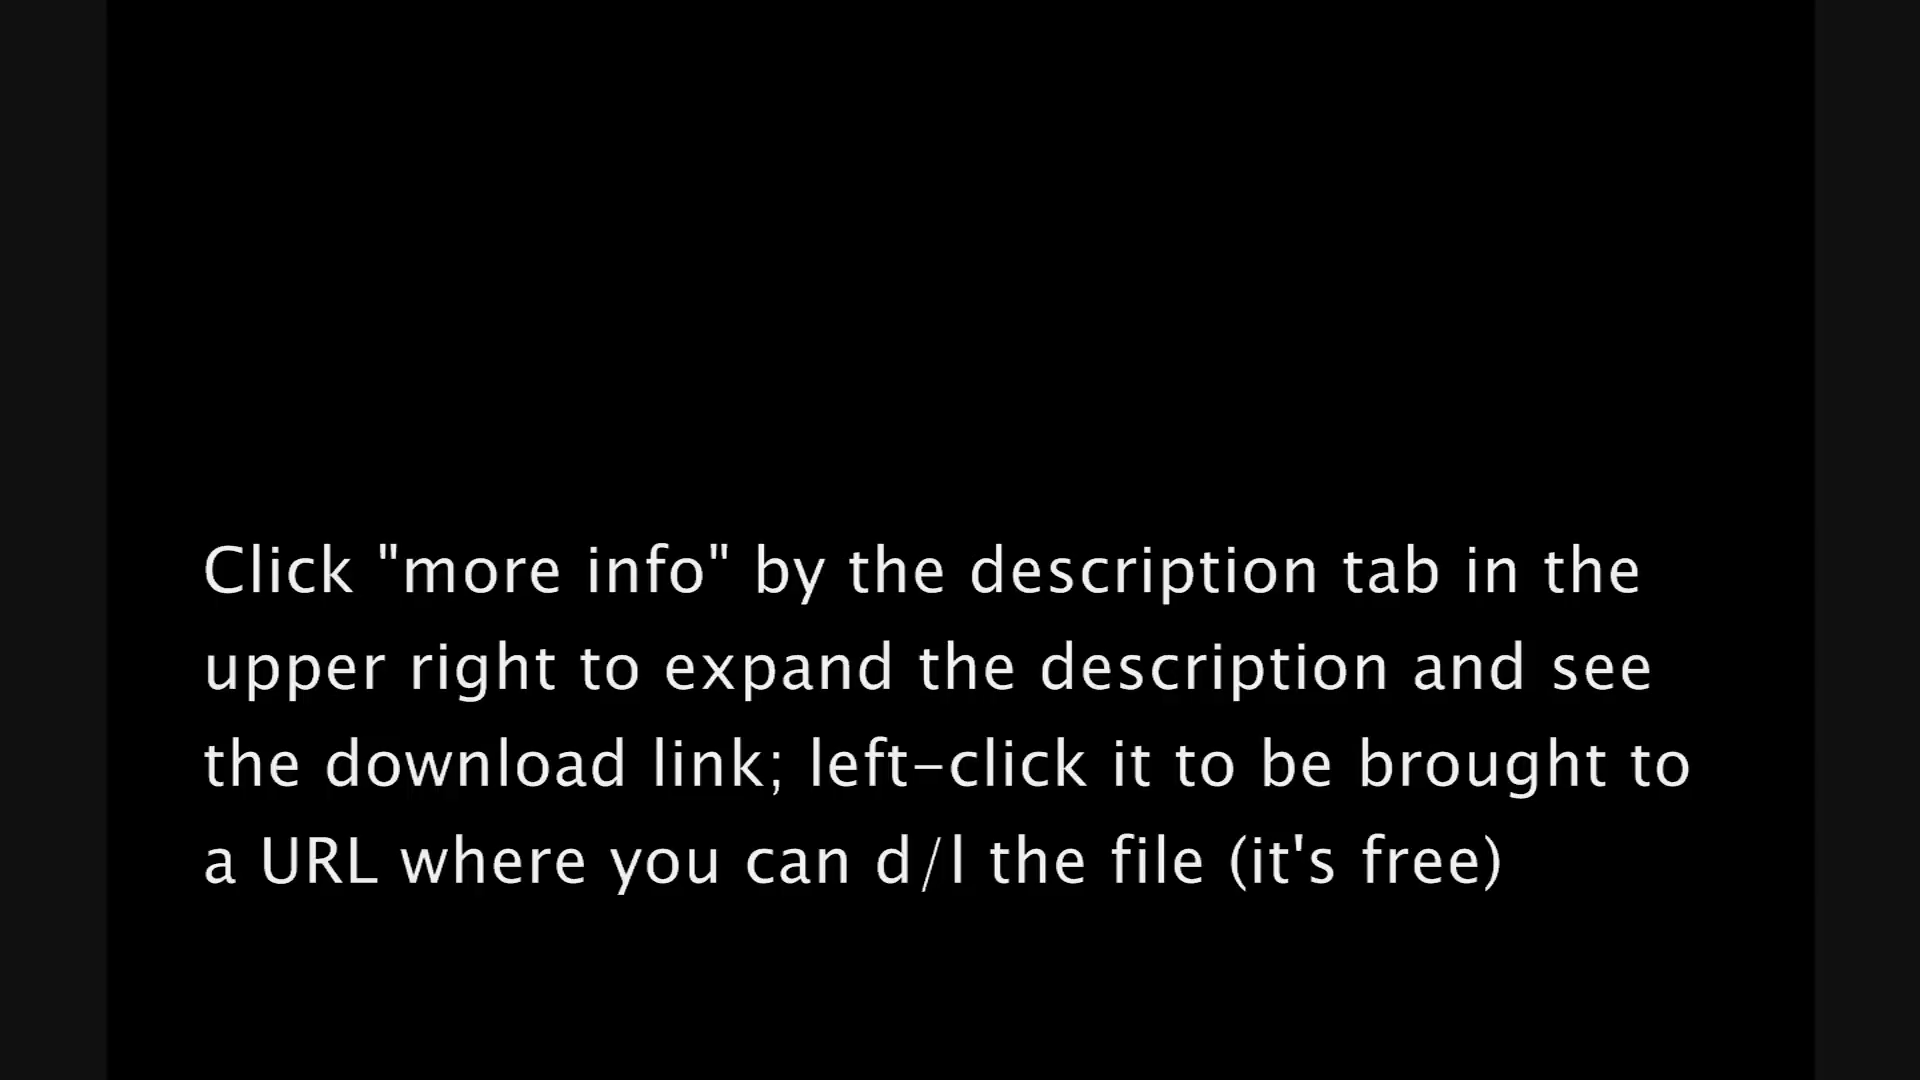 Click "more info" by the description tab in the
upper right to expand the description and see
the download link; left-click it to be brought to
a URL where you can d/l the file (it's free)